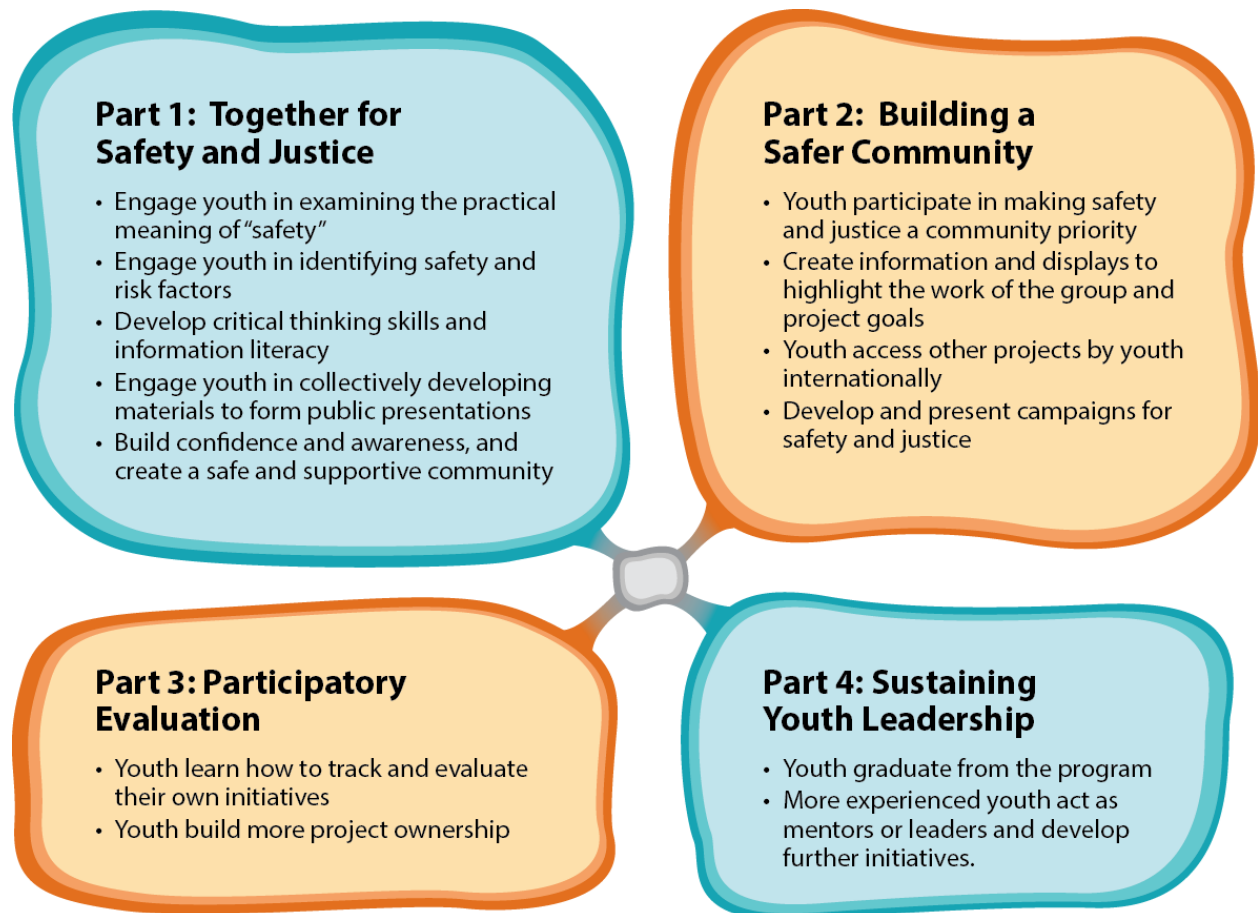 Part 1:  Together for
Safety and Justice
• Engage youth in examining the practical
meaning of “safety”
• Engage youth in identifying safety and
risk factors
• Develop critical thinking skills and
information literacy
• Engage youth in collectively developing
materials to form public presentations
• Build confidence and awareness, and
create a safe and supportive community
Part 2:  Building a
Safer Community
• Youth participate in making safety
and justice a community priority
• Create information and displays to
highlight the work of the group and
project goals
• Youth access other projects by youth
internationally
• Develop and present campaigns for
safety and justice
Part 3: Participatory
Evaluation
• Youth learn how to track and evaluate
their own initiatives
• Youth build more project ownership
Part 4: Sustaining
Youth Leadership
• Youth graduate from the program
• More experienced youth act as
mentors or leaders and develop
further initiatives.